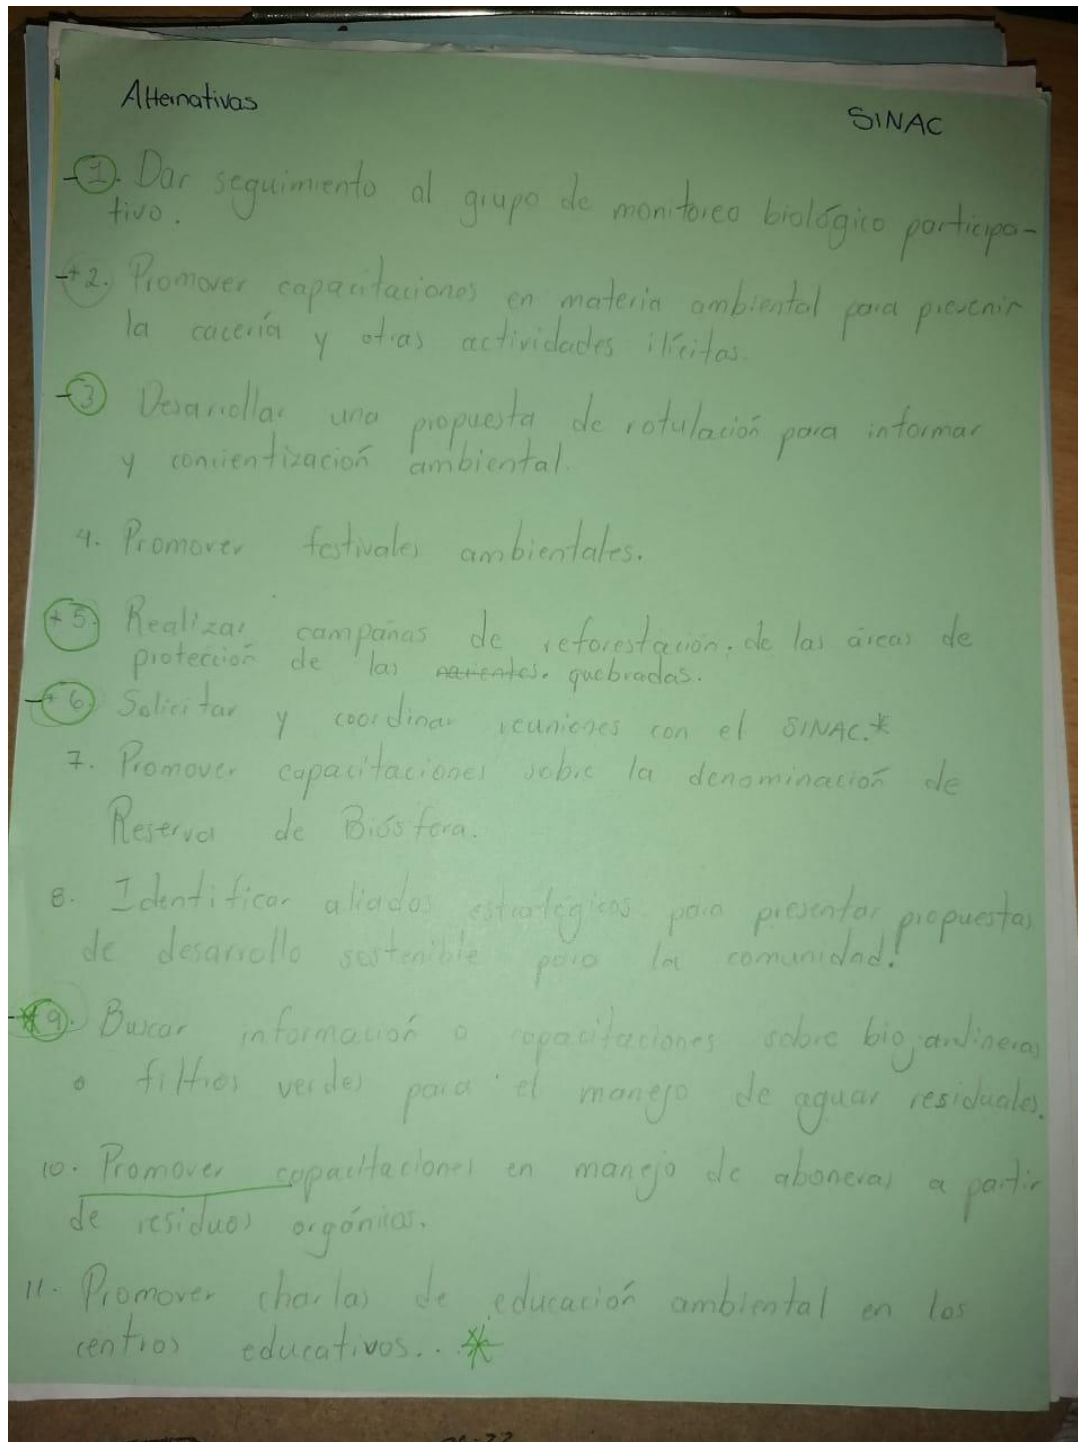 Alternativas
SINAC
-1. Dar seguimiento al grupo de monitoreo biológico participa-
tivo.
-+2. Promover capacitaciones en materia ambiental para prevenir
la cacería y otras actividades ilícitas.
-3 Desarrollar una propuesta de rotulación para informar
y concientización ambiental.
4. Promover festivales ambientales.
+5. Realizar campañas de reforestación. de las áreas de
protección de las quebradas.
-+6. Solicitar y coordinar reuniones con el SINAC.*
7. Promover capacitaciones sobre la denominación de
Reserva de Biósfera.
8. Identificar aliados estratégicos para presentar propuestas
de desarrollo sostenible para la comunidad.
-*9. Buscar información o capacitaciones sobre biojardineras
o filtros verdes para el manejo de aguar residuales.
10. Promover capacitaciones en manejo de aboneras a partir
de residuos orgánicos.
11. Promover charlas de educación ambiental en los
centros educativos... *